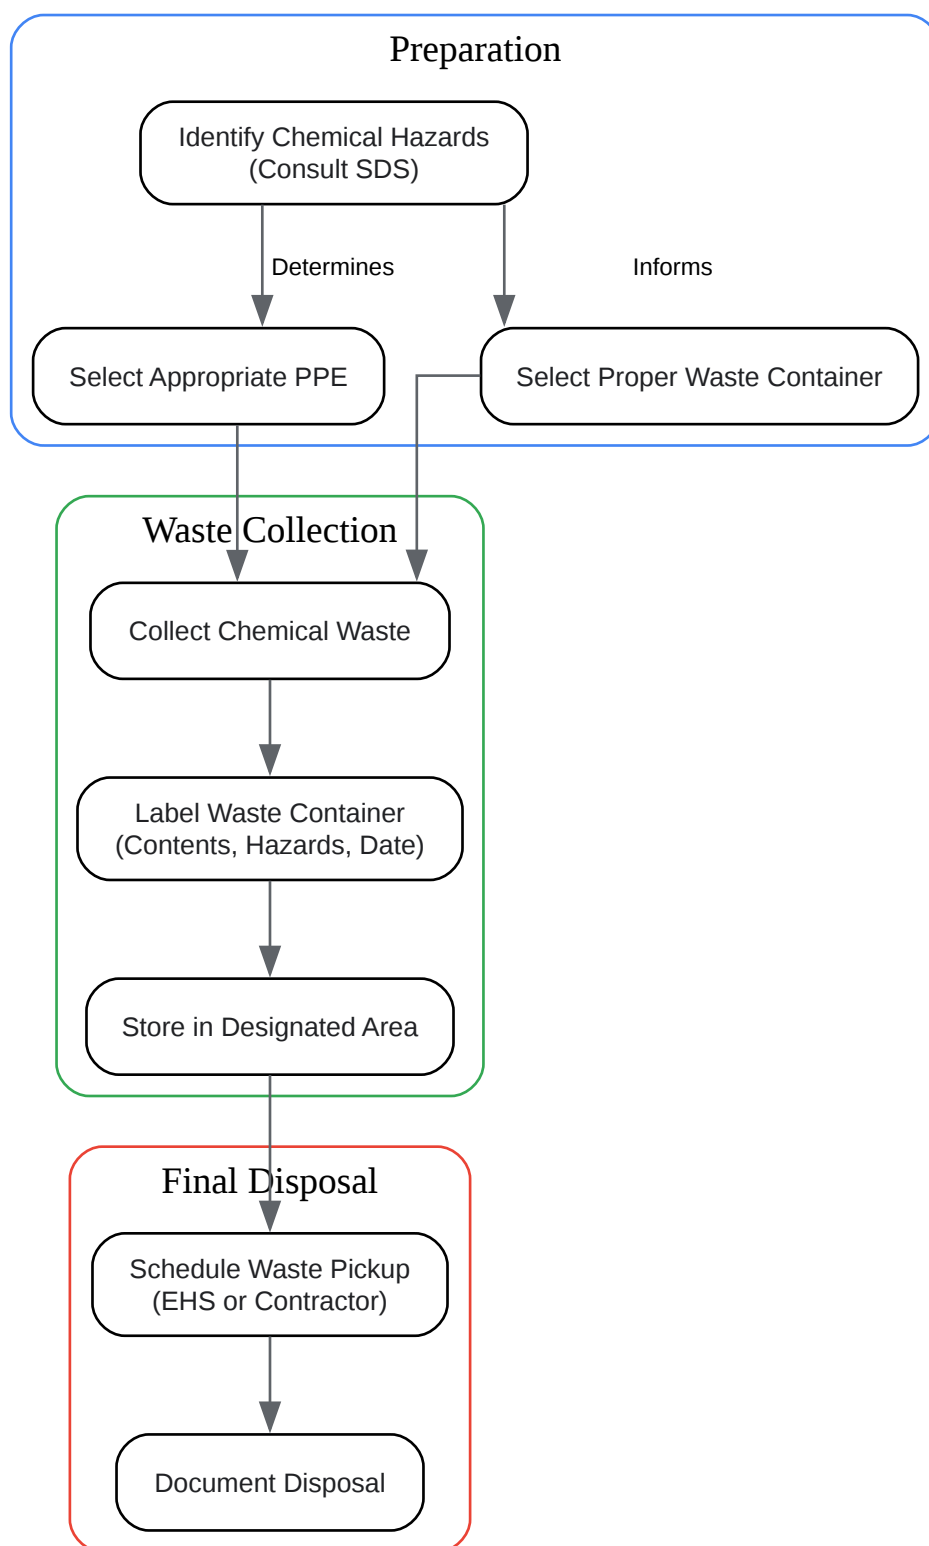 Preparation
Identify Chemical Hazards
(Consult SDS)
Determines
Informs
Select Appropriate PPE
Select Proper Waste Container
Waste Collection
Collect Chemical Waste
Label Waste Container
(Contents, Hazards, Date)
Store in Designated Area
Final Disposal
Schedule Waste Pickup
(EHS or Contractor)
Document Disposal